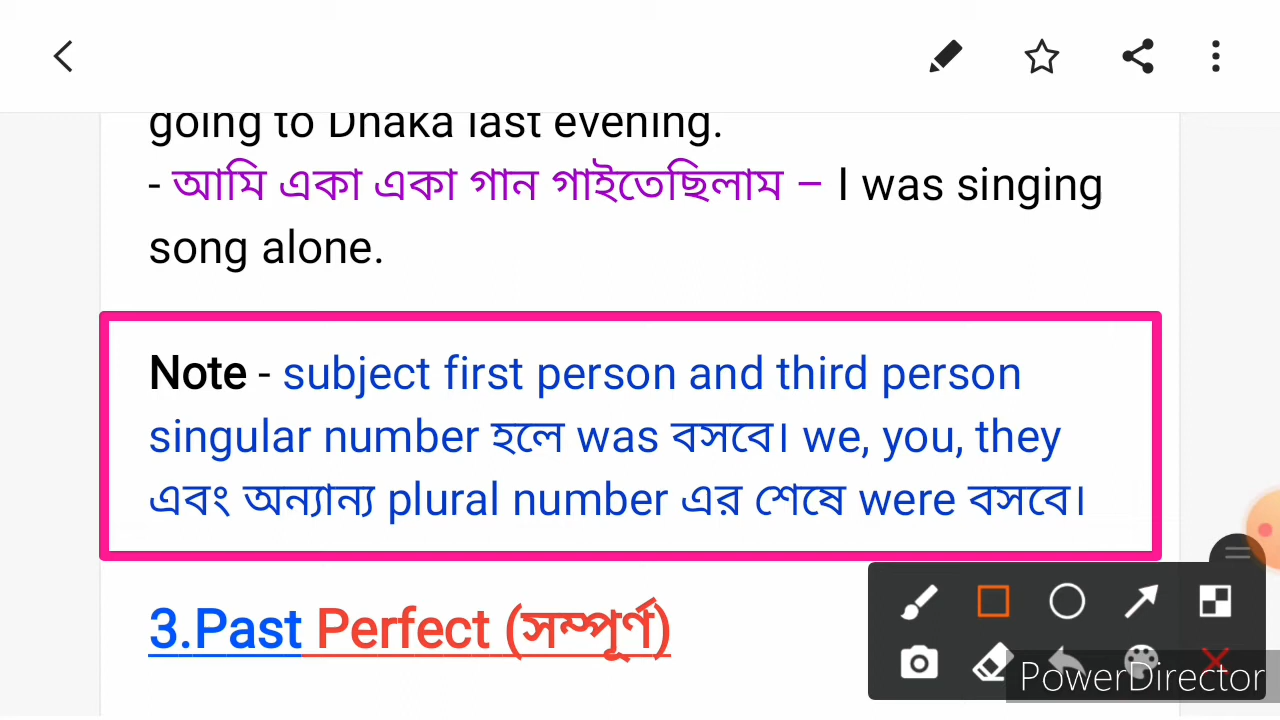 going to Dhaka last evening.
- আমি একা একা গান গাইতেছিলাম – I was singing
song alone.
Note - subject first person and third person
singular number হলে was বসবে। we, you, they
এবং অন্যান্য plural number এর শেষে were বসবে।
3.Past Perfect (সম্পূর্ণ)
PowerDirector